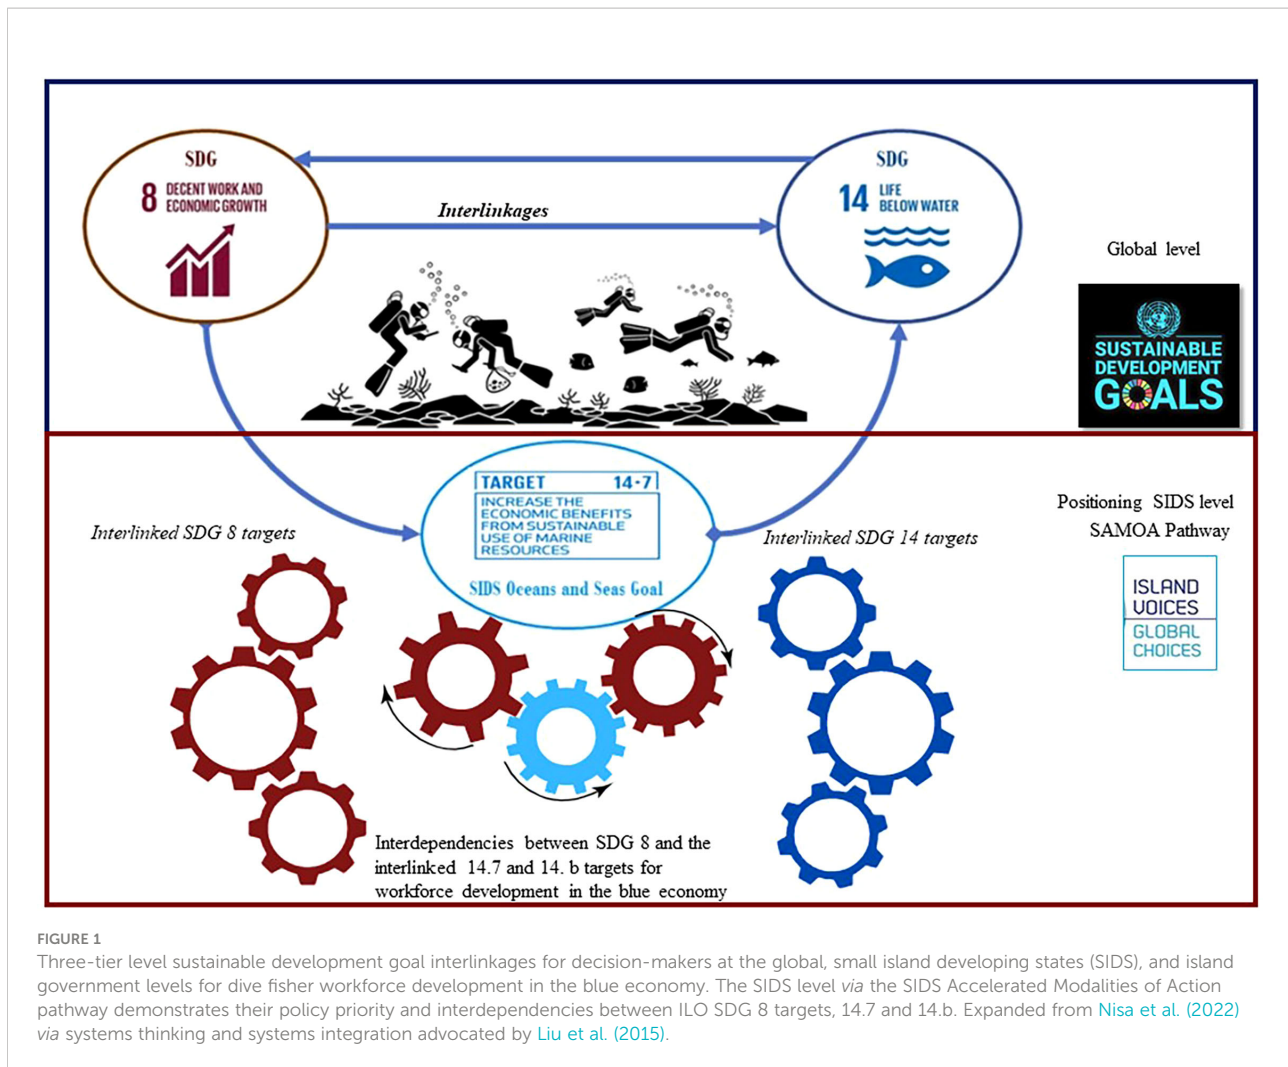 SDG
8 DECENT WORK AND
ECONOMIC GROWTH
Interlinkages
SDG
14 LIFE
BELOW WATER
Global level
SUSTAINABLE
DEVELOPMENT
GOALS
TARGET 14·7
INCREASE THE
ECONOMIC BENEFITS
FROM SUSTAINABLE
USE OF MARINE
RESOURCES
SIDS Oceans and Seas Goal
Interlinked SDG 8 targets
Interlinked SDG 14 targets
Positioning SIDS level
SAMOA Pathway
ISLAND
VOICES
GLOBAL
CHOICES
Interdependencies between SDG 8 and the
interlinked 14.7 and 14. b targets for
workforce development in the blue economy
FIGURE 1
Three-tier level sustainable development goal interlinkages for decision-makers at the global, small island developing states (SIDS), and island
government levels for dive fisher workforce development in the blue economy. The SIDS level via the SIDS Accelerated Modalities of Action
pathway demonstrates their policy priority and interdependencies between ILO SDG 8 targets, 14.7 and 14.b. Expanded from Nisa et al. (2022)
via systems thinking and systems integration advocated by Liu et al. (2015).